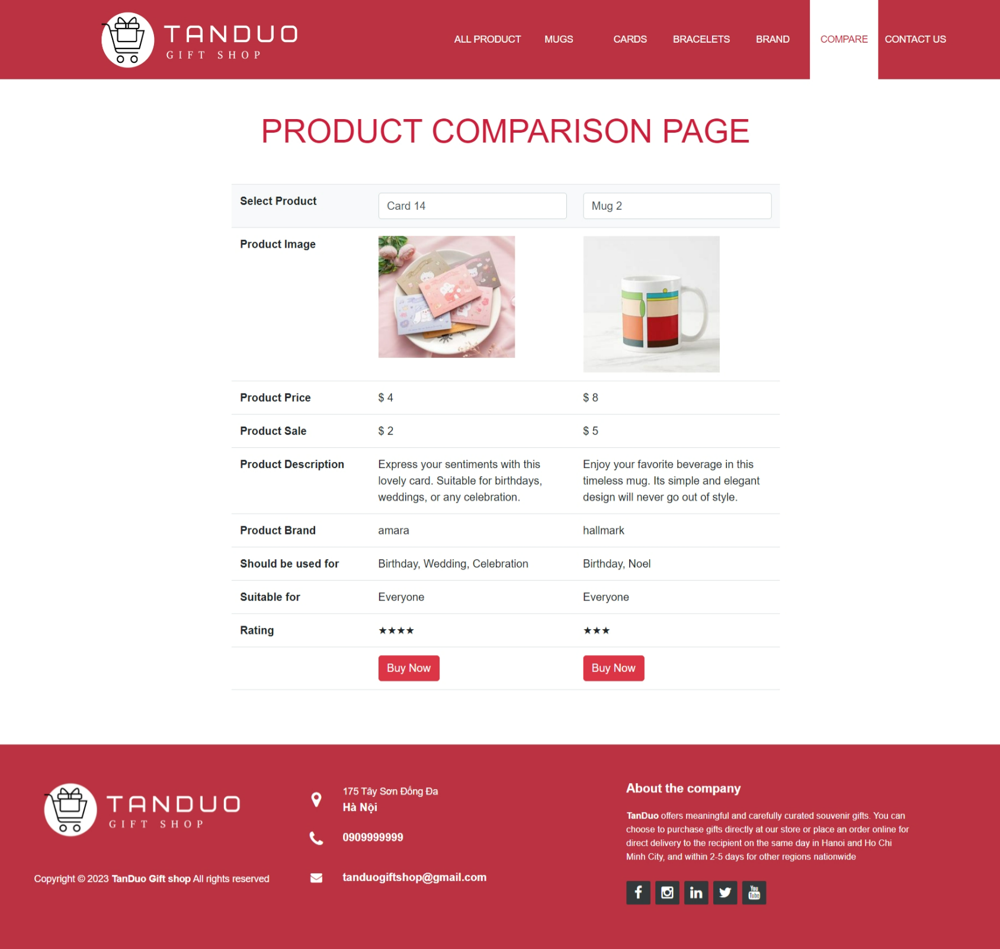 TANDUO
GIFT SHOP
ALL PRODUCT
MUGS
CARDS
BRACELETS
BRAND
COMPARE
CONTACT US
PRODUCT COMPARISON PAGE
Select Product
Card 14
Mug 2
Product Image
Product Price
$ 4
$ 8
Product Sale
$ 2
$ 5
Product Description
Express your sentiments with this
lovely card. Suitable for birthdays,
weddings, or any celebration.
Enjoy your favorite beverage in this
timeless mug. Its simple and elegant
design will never go out of style.
Product Brand
amara
hallmark
Should be used for
Birthday, Wedding, Celebration
Birthday, Noel
Suitable for
Everyone
Everyone
Rating
★★★★
★★★
Buy Now
Buy Now
TANDUO
GIFT SHOP
Copyright © 2023 TanDuo Gift shop All rights reserved
175 Tây Sơn Đống Đa
Hà Nội
0909999999
tanduogiftshop@gmail.com
About the company
TanDuo offers meaningful and carefully curated souvenir gifts. You can
choose to purchase gifts directly at our store or place an order online for
direct delivery to the recipient on the same day in Hanoi and Ho Chi
Minh City, and within 2-5 days for other regions nationwide
You
Tube